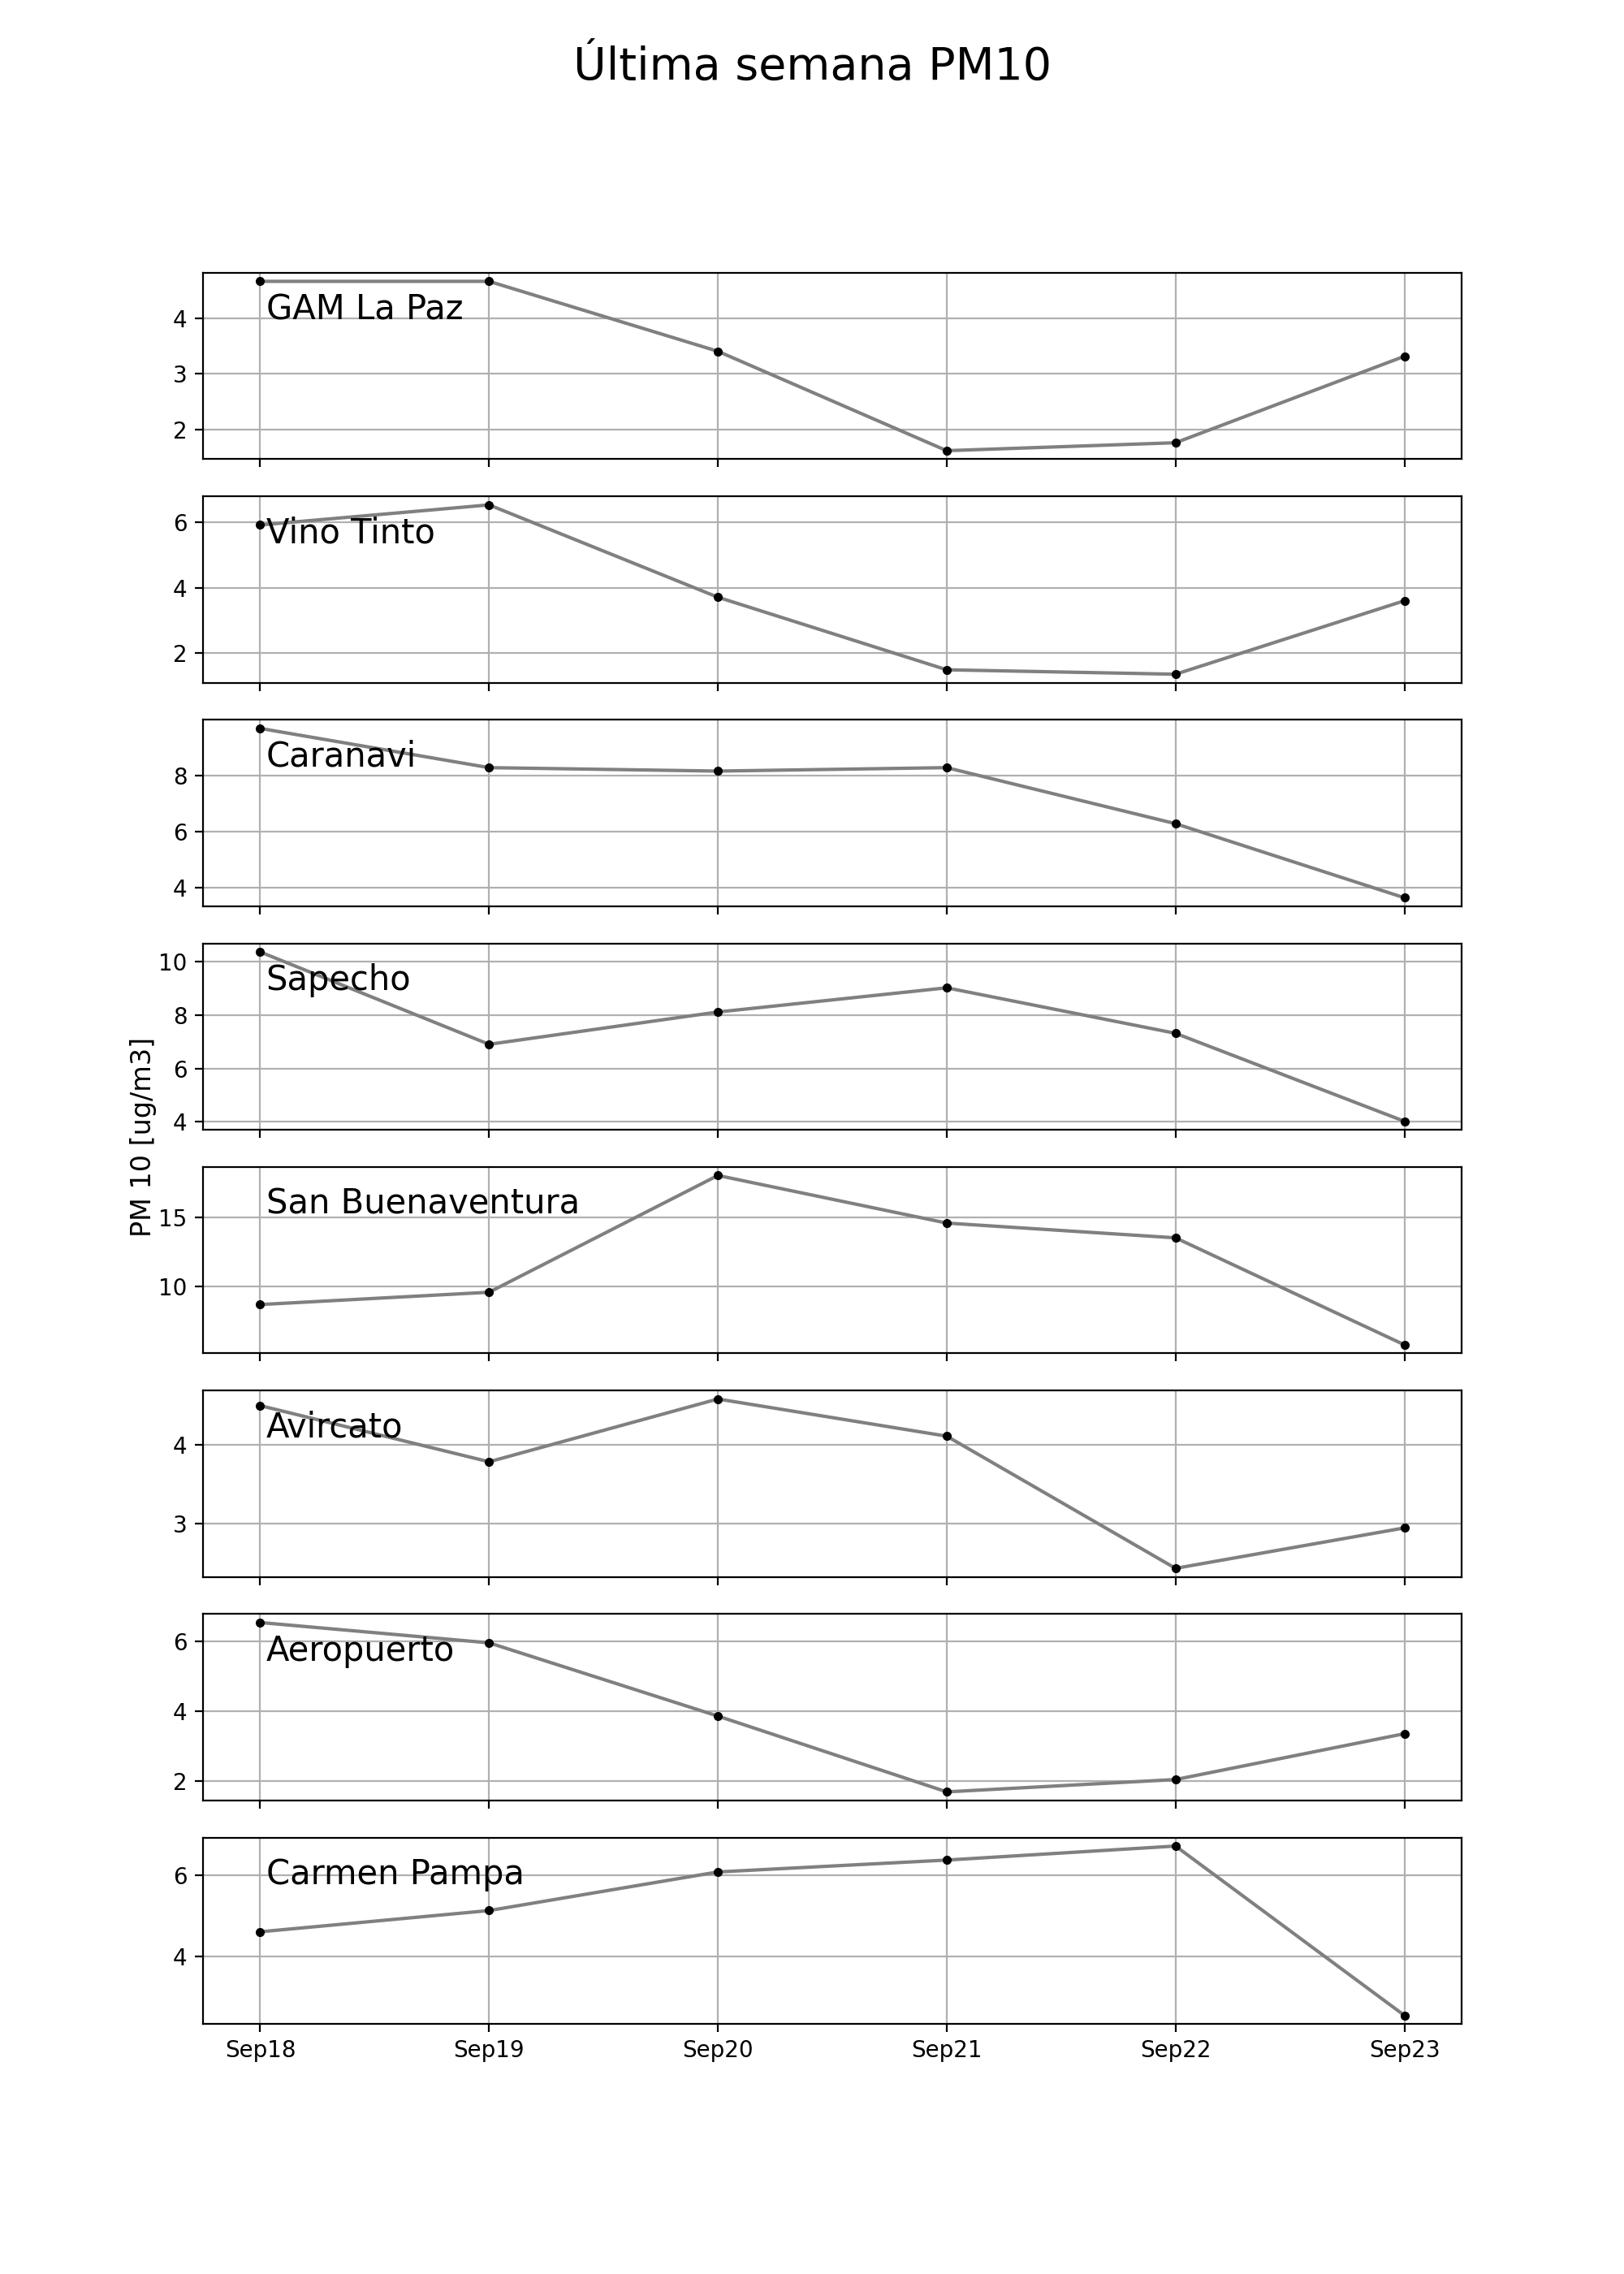 Última semana PM10
GAM La Paz
4
3
2
Vino Tinto
6
4
2
Caranavi
8
6
4
Sapecho
10
8
6
4
PM 10 [ug/m3]
San Buenaventura
15
10
Avircato
4
3
Aeropuerto
6
4
2
Carmen Pampa
6
4
Sep18 Sep19 Sep20 Sep21 Sep22 Sep23